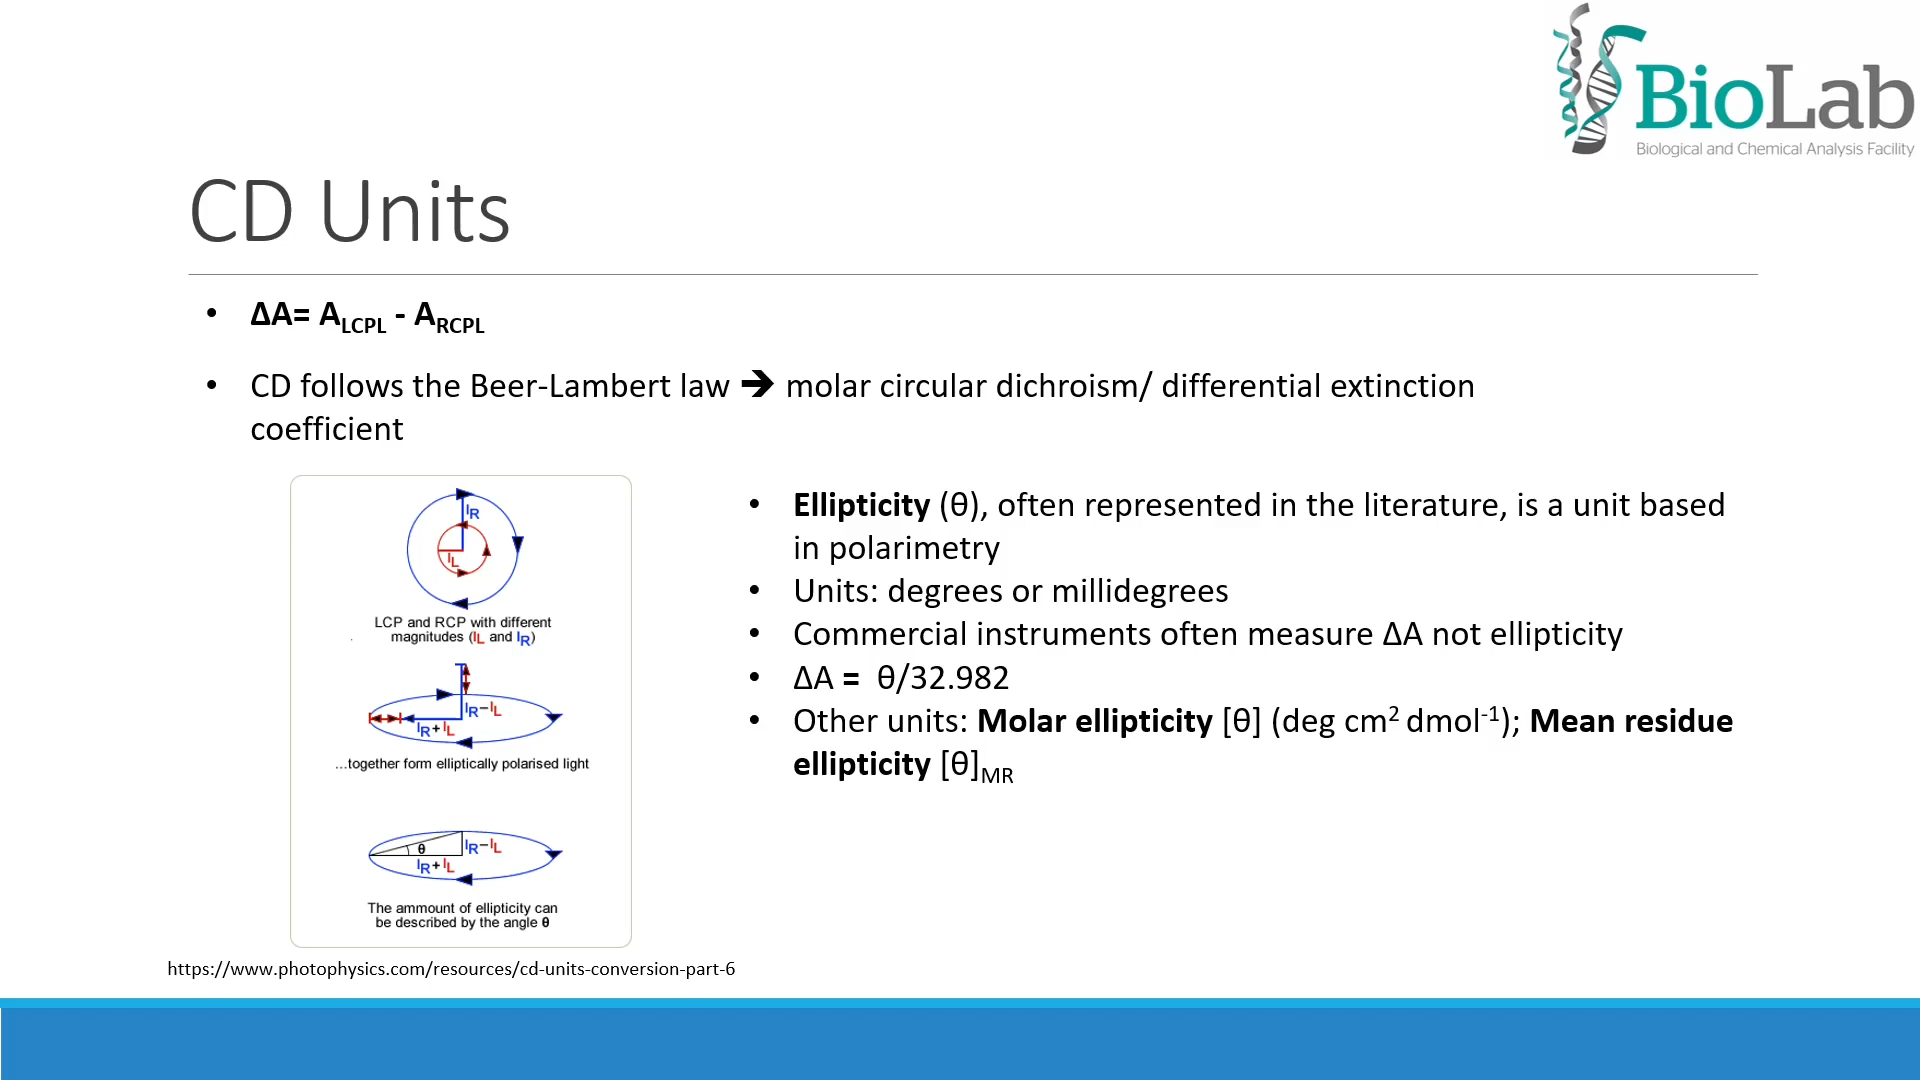 BioLab
Biological and Chemical Analysis Facility
CD Units
• ΔA= A_LCPL - A_RCPL
• CD follows the Beer-Lambert law 🡪 molar circular dichroism/ differential extinction
coefficient
I_R
I_L
LCP and RCP with different
magnitudes (I_L and I_R)
I_R−I_L
I_R+I_L
...together form elliptically polarised light
θ
I_R−I_L
I_R+I_L
The ammount of ellipticity can
be described by the angle θ
https://www.photophysics.com/resources/cd-units-conversion-part-6
• Ellipticity (θ), often represented in the literature, is a unit based
in polarimetry
• Units: degrees or millidegrees
• Commercial instruments often measure ΔA not ellipticity
• ΔA = θ/32.982
• Other units: Molar ellipticity [θ] (deg cm² dmol⁻¹); Mean residue
ellipticity [θ]_MR